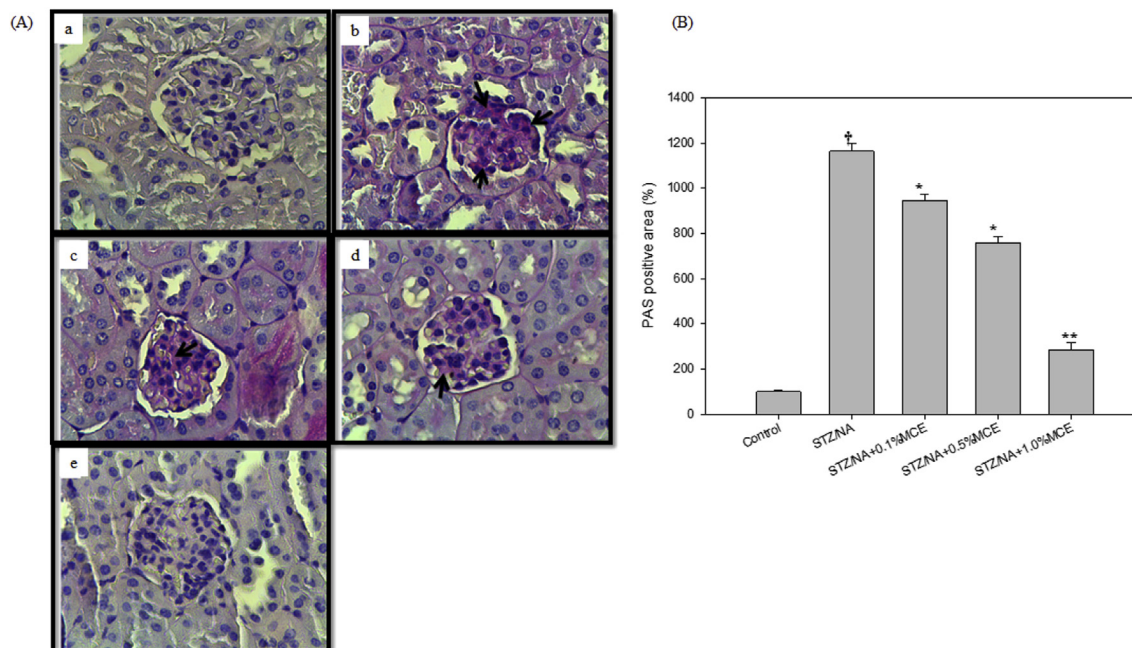 (A)
a
b
c
d
e
(B)
PAS positive area (%)
1400
1200
1000
800
600
400
200
0
†
*
*
**
Control
STZ/NA
STZ/NA+0.1%MCE
STZ/NA+0.5%MCE
STZ/NA+1.0%MCE